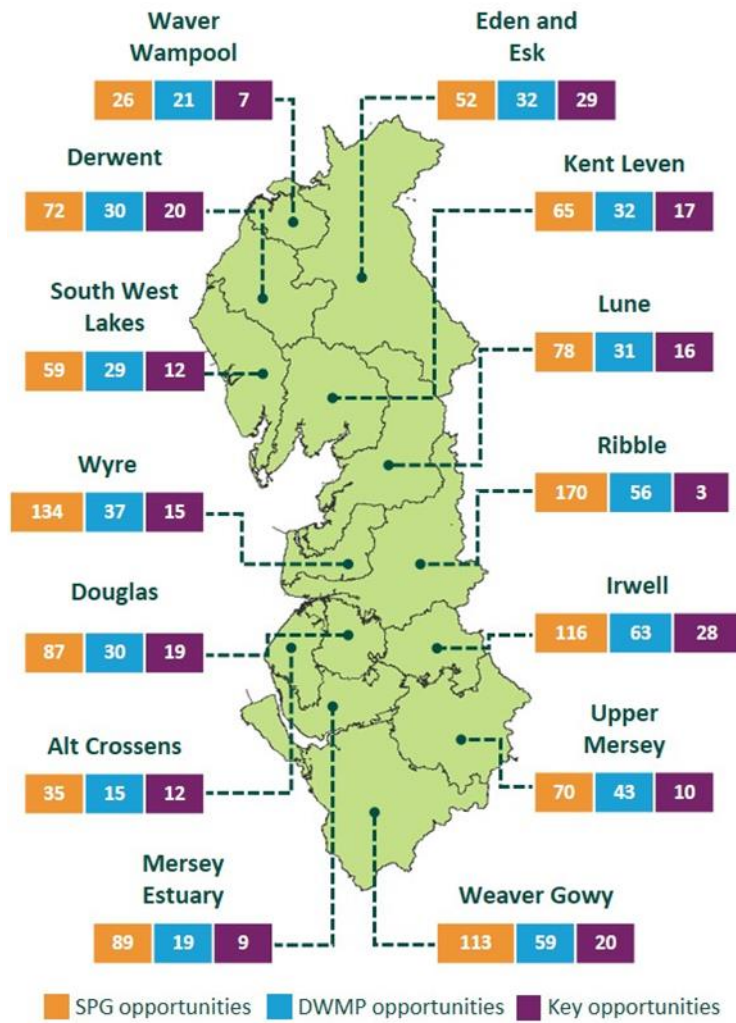 Waver
Wampool
26 21 7
Eden and
Esk
52 32 29
Derwent
72 30 20
Kent Leven
65 32 17
South West
Lakes
59 29 12
Lune
78 31 16
Wyre
134 37 15
Ribble
170 56 3
Douglas
87 30 19
Irwell
116 63 28
Alt Crossens
35 15 12
Upper
Mersey
70 43 10
Mersey
Estuary
89 19 9
Weaver Gowy
113 59 20
SPG opportunities DWMP opportunities Key opportunities